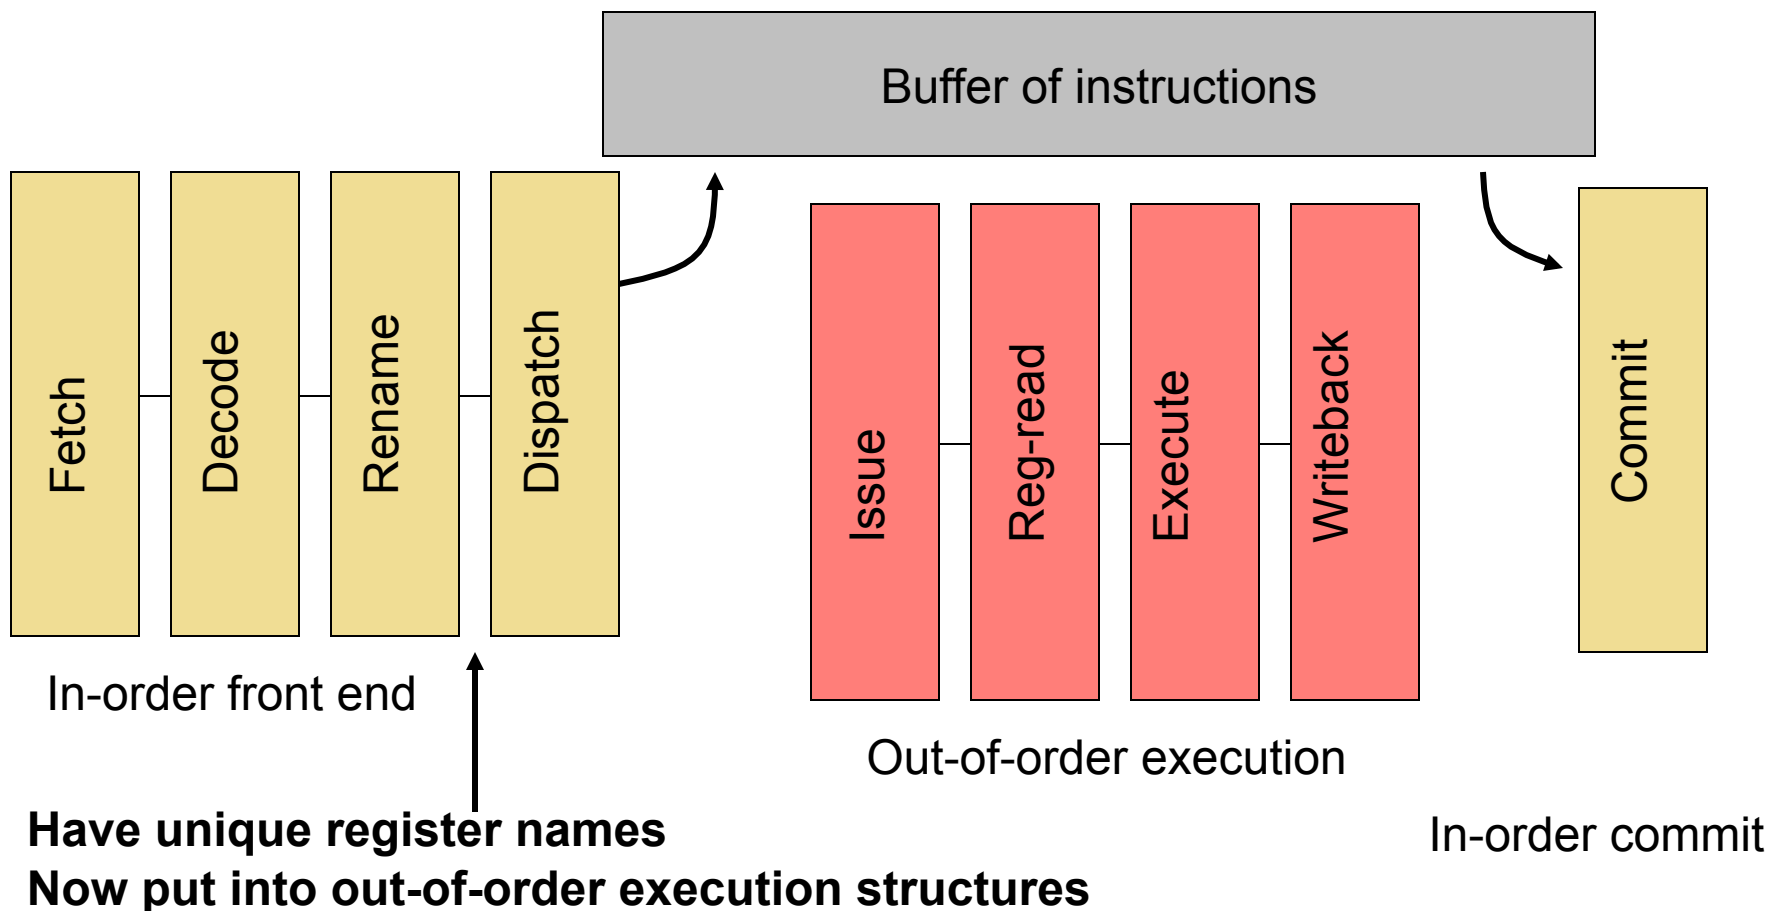 Buffer of instructions
Fetch
Decode
Rename
Dispatch
Issue
Reg-read
Execute
Writeback
Commit
In-order front end
Out-of-order execution
In-order commit
Have unique register names
Now put into out-of-order execution structures